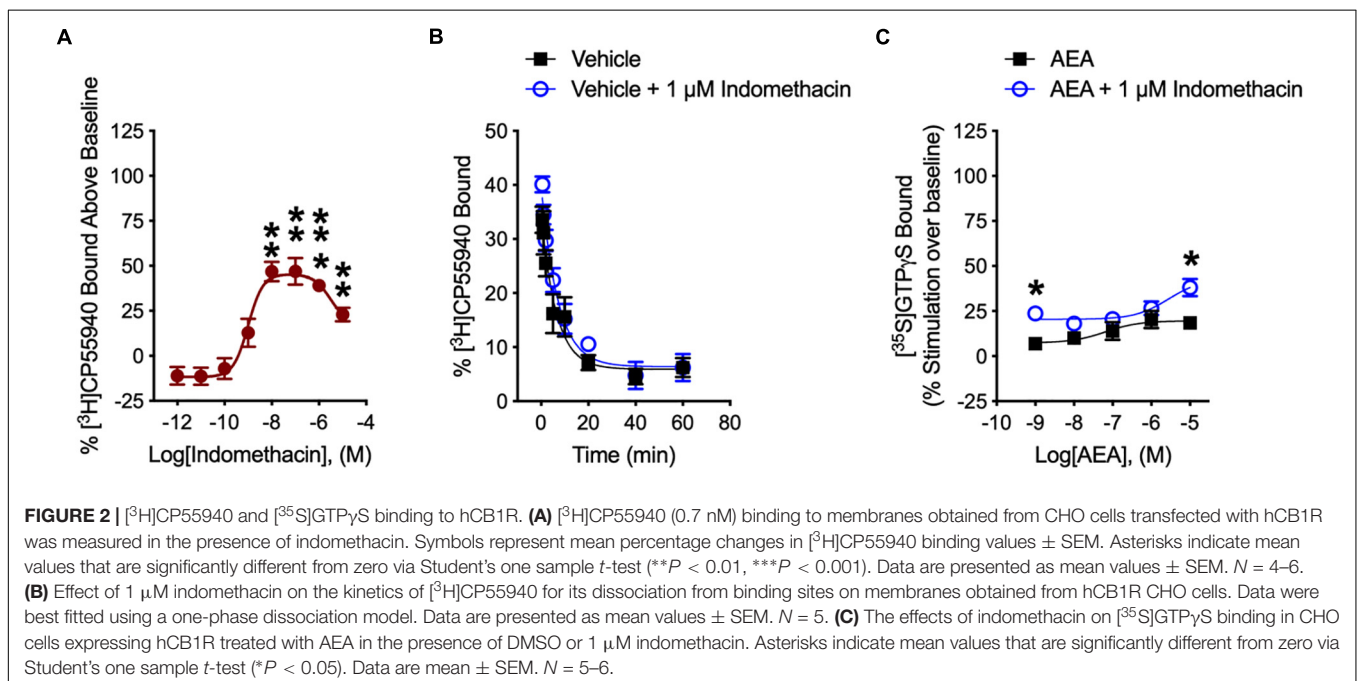 A
B
C
Vehicle
Vehicle + 1 μM Indomethacin
AEA
AEA + 1 μM Indomethacin
% [³H]CP55940 Bound Above Baseline
125
100
75
50
25
0
-25
** ** *** **
-12 -10 -8 -6 -4
Log[Indomethacin], (M)
% [³H]CP55940 Bound
50
40
30
20
10
0
0 20 40 60 80
Time (min)
[³⁵S]GTPγS Bound
(% Stimulation over baseline)
125
100
75
50
25
0
-25
* *
-10 -9 -8 -7 -6 -5
Log[AEA], (M)
FIGURE 2 | [³H]CP55940 and [³⁵S]GTPγS binding to hCB1R. (A) [³H]CP55940 (0.7 nM) binding to membranes obtained from CHO cells transfected with hCB1R
was measured in the presence of indomethacin. Symbols represent mean percentage changes in [³H]CP55940 binding values ± SEM. Asterisks indicate mean
values that are significantly different from zero via Student's one sample t-test (**P < 0.01, ***P < 0.001). Data are presented as mean values ± SEM. N = 4–6.
(B) Effect of 1 μM indomethacin on the kinetics of [³H]CP55940 for its dissociation from binding sites on membranes obtained from hCB1R CHO cells. Data were
best fitted using a one-phase dissociation model. Data are presented as mean values ± SEM. N = 5. (C) The effects of indomethacin on [³⁵S]GTPγS binding in CHO
cells expressing hCB1R treated with AEA in the presence of DMSO or 1 μM indomethacin. Asterisks indicate mean values that are significantly different from zero via
Student's one sample t-test (*P < 0.05). Data are mean ± SEM. N = 5–6.